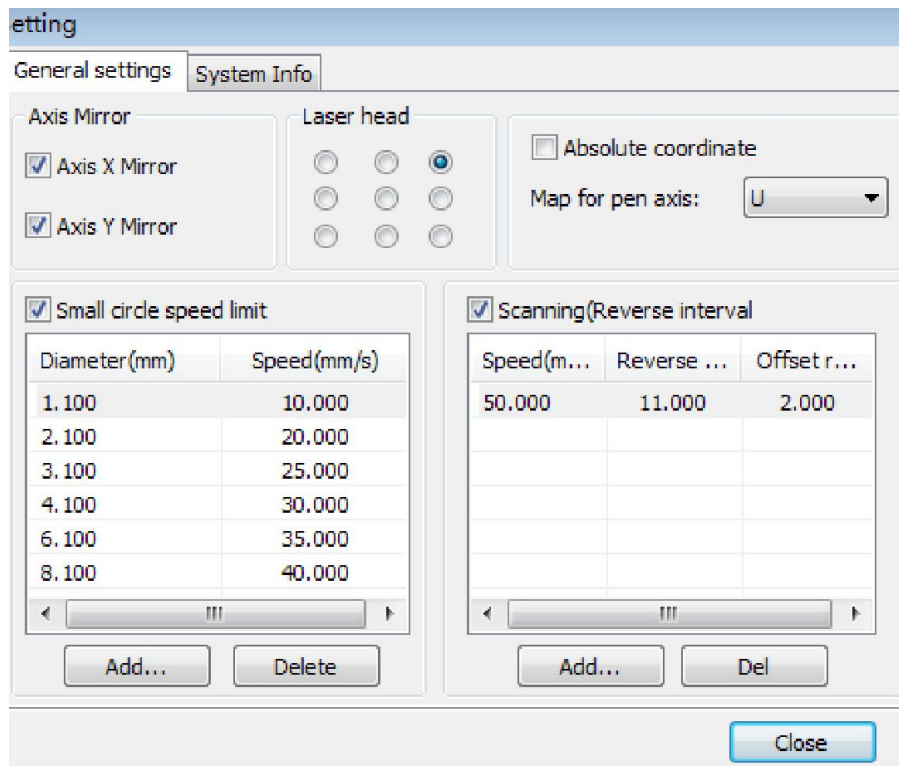 etting
General settings System Info
Axis Mirror
Axis X Mirror
Axis Y Mirror
Laser head
Absolute coordinate
Map for pen axis: U
Small circle speed limit
Diameter(mm) Speed(mm/s)
1.100 10.000
2.100 20.000
3.100 25.000
4.100 30.000
6.100 35.000
8.100 40.000
Add... Delete
Scanning(Reverse interval
Speed(m... Reverse ... Offset r...
50.000 11.000 2.000
Add... Del
Close